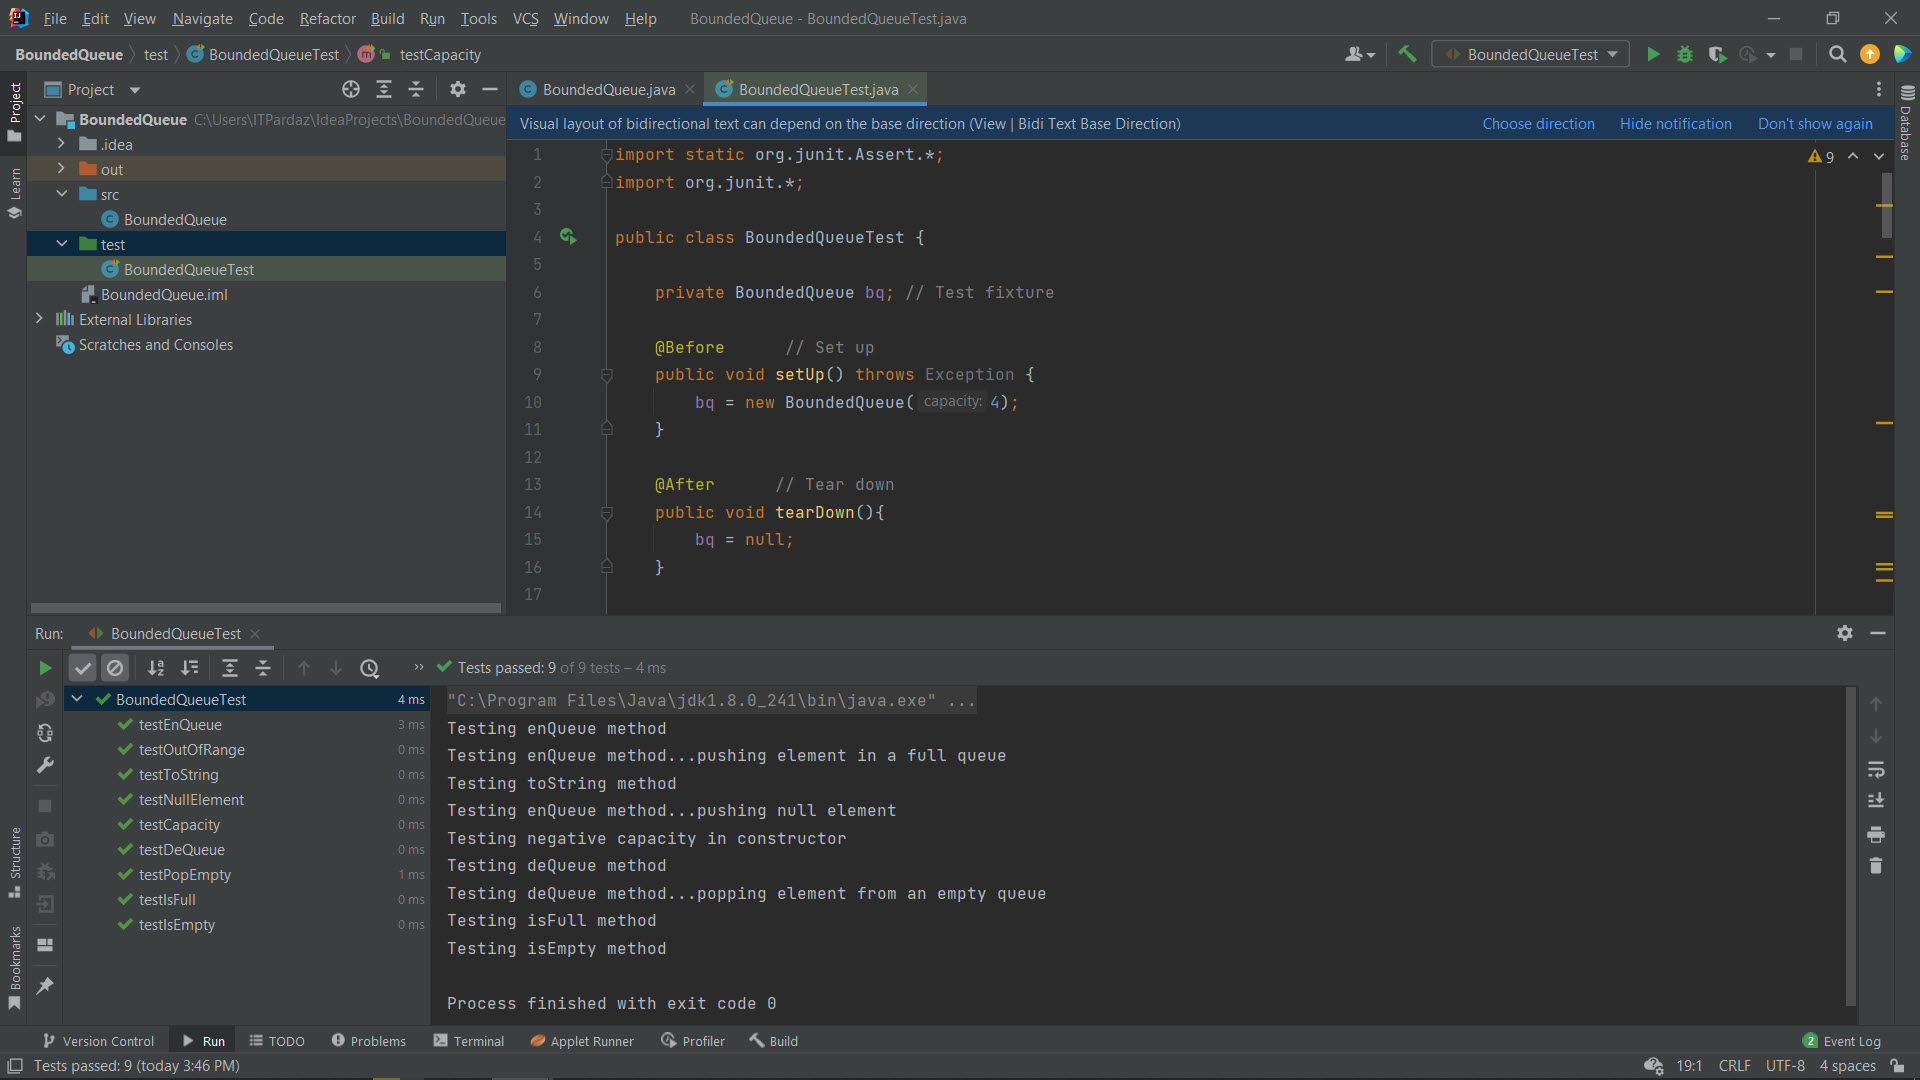 File Edit View Navigate Code Refactor Build Run Tools VCS Window Help BoundedQueue - BoundedQueueTest.java
BoundedQueue test BoundedQueueTest testCapacity BoundedQueueTest
Project
BoundedQueue.java BoundedQueueTest.java
Visual layout of bidirectional text can depend on the base direction (View | Bidi Text Base Direction) Choose direction Hide notification Don't show again
BoundedQueue C:\Users\ITPardaz\IdeaProjects\BoundedQueue
.idea
out
src
BoundedQueue
test
BoundedQueueTest
BoundedQueue.iml
External Libraries
Scratches and Consoles
Project
Learn
Structure
Bookmarks
Database
9
1 import static org.junit.Assert.*;
2 import org.junit.*;
3
4 public class BoundedQueueTest {
5
6 private BoundedQueue bq; // Test fixture
7
8 @Before // Set up
9 public void setUp() throws Exception {
10 bq = new BoundedQueue( capacity: 4);
11 }
12
13 @After // Tear down
14 public void tearDown(){
15 bq = null;
16 }
17
Run: BoundedQueueTest
Tests passed: 9 of 9 tests – 4 ms
BoundedQueueTest 4 ms
testEnQueue 3 ms
testOutOfRange 0 ms
testToString 0 ms
testNullElement 0 ms
testCapacity 0 ms
testDeQueue 0 ms
testPopEmpty 1 ms
testIsFull 0 ms
testIsEmpty 0 ms
"C:\Program Files\Java\jdk1.8.0_241\bin\java.exe" ...
Testing enQueue method
Testing enQueue method...pushing element in a full queue
Testing toString method
Testing enQueue method...pushing null element
Testing negative capacity in constructor
Testing deQueue method
Testing deQueue method...popping element from an empty queue
Testing isFull method
Testing isEmpty method
Process finished with exit code 0
Version Control Run TODO Problems Terminal Applet Runner Profiler Build 2 Event Log
Tests passed: 9 (today 3:46 PM) 19:1 CRLF UTF-8 4 spaces